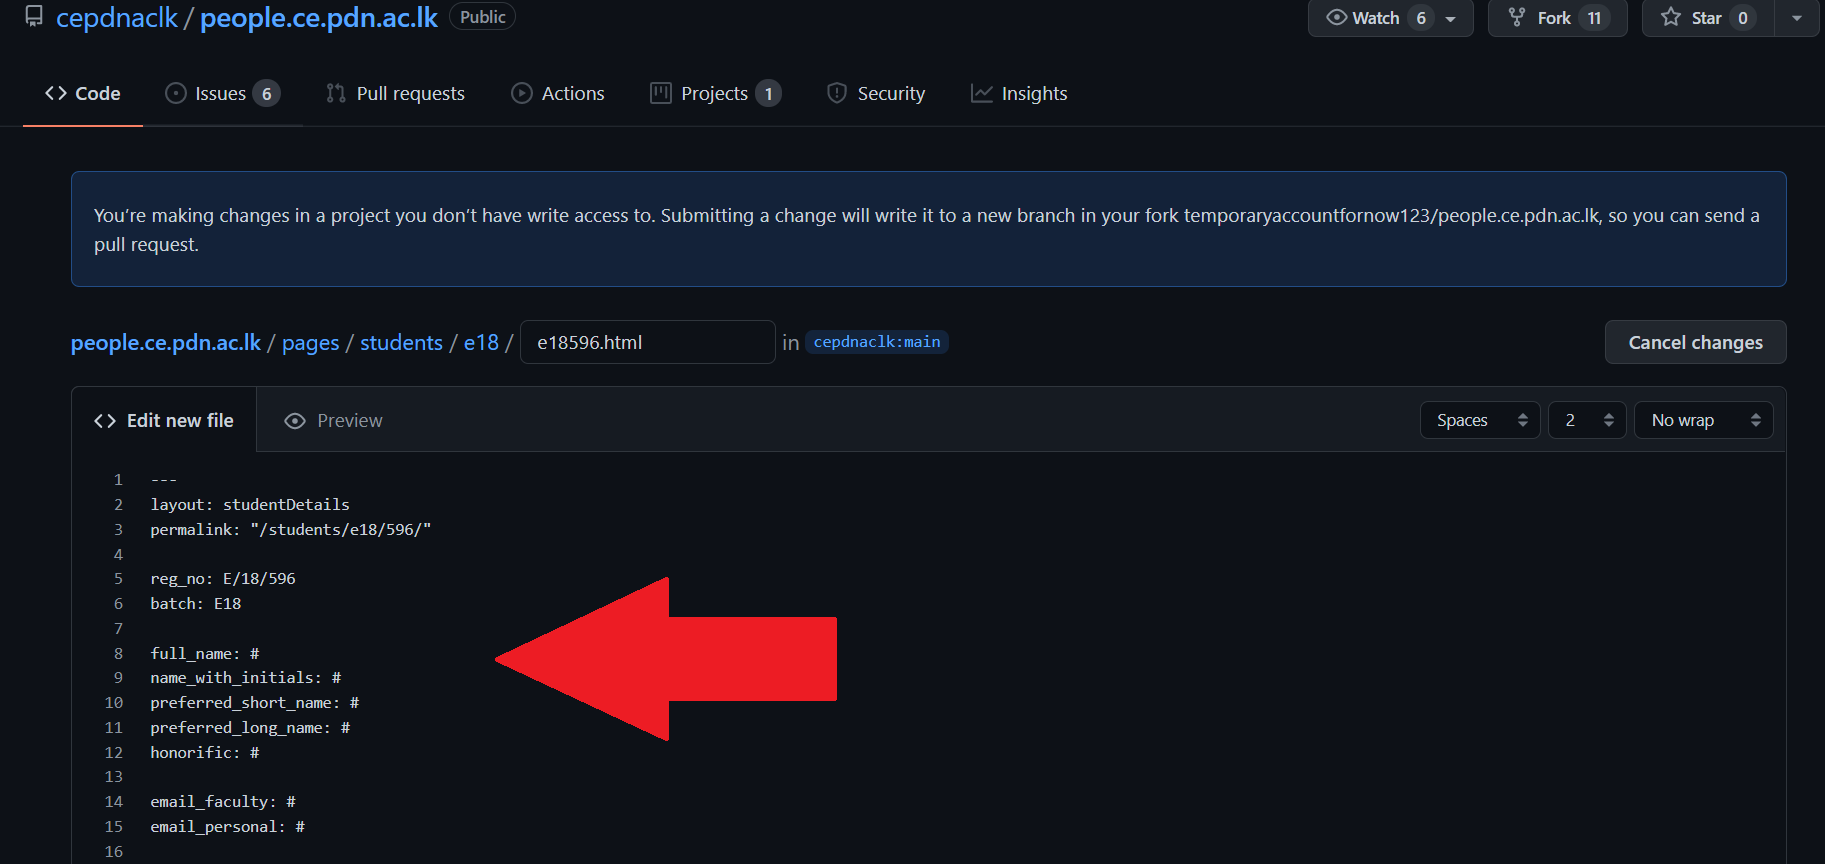 cepdnaclk / people.ce.pdn.ac.lk Public Watch 6 Fork 11 Star 0
Code Issues 6 Pull requests Actions Projects 1 Security Insights
You’re making changes in a project you don’t have write access to. Submitting a change will write it to a new branch in your fork temporaryaccountfornow123/people.ce.pdn.ac.lk, so you can send a
pull request.
people.ce.pdn.ac.lk / pages / students / e18 / e18596.html in cepdnaclk:main Cancel changes
Edit new file Preview Spaces 2 No wrap
1 ---
2 layout: studentDetails
3 permalink: "/students/e18/596/"
4
5 reg_no: E/18/596
6 batch: E18
7
8 full_name: #
9 name_with_initials: #
10 preferred_short_name: #
11 preferred_long_name: #
12 honorific: #
13
14 email_faculty: #
15 email_personal: #
16